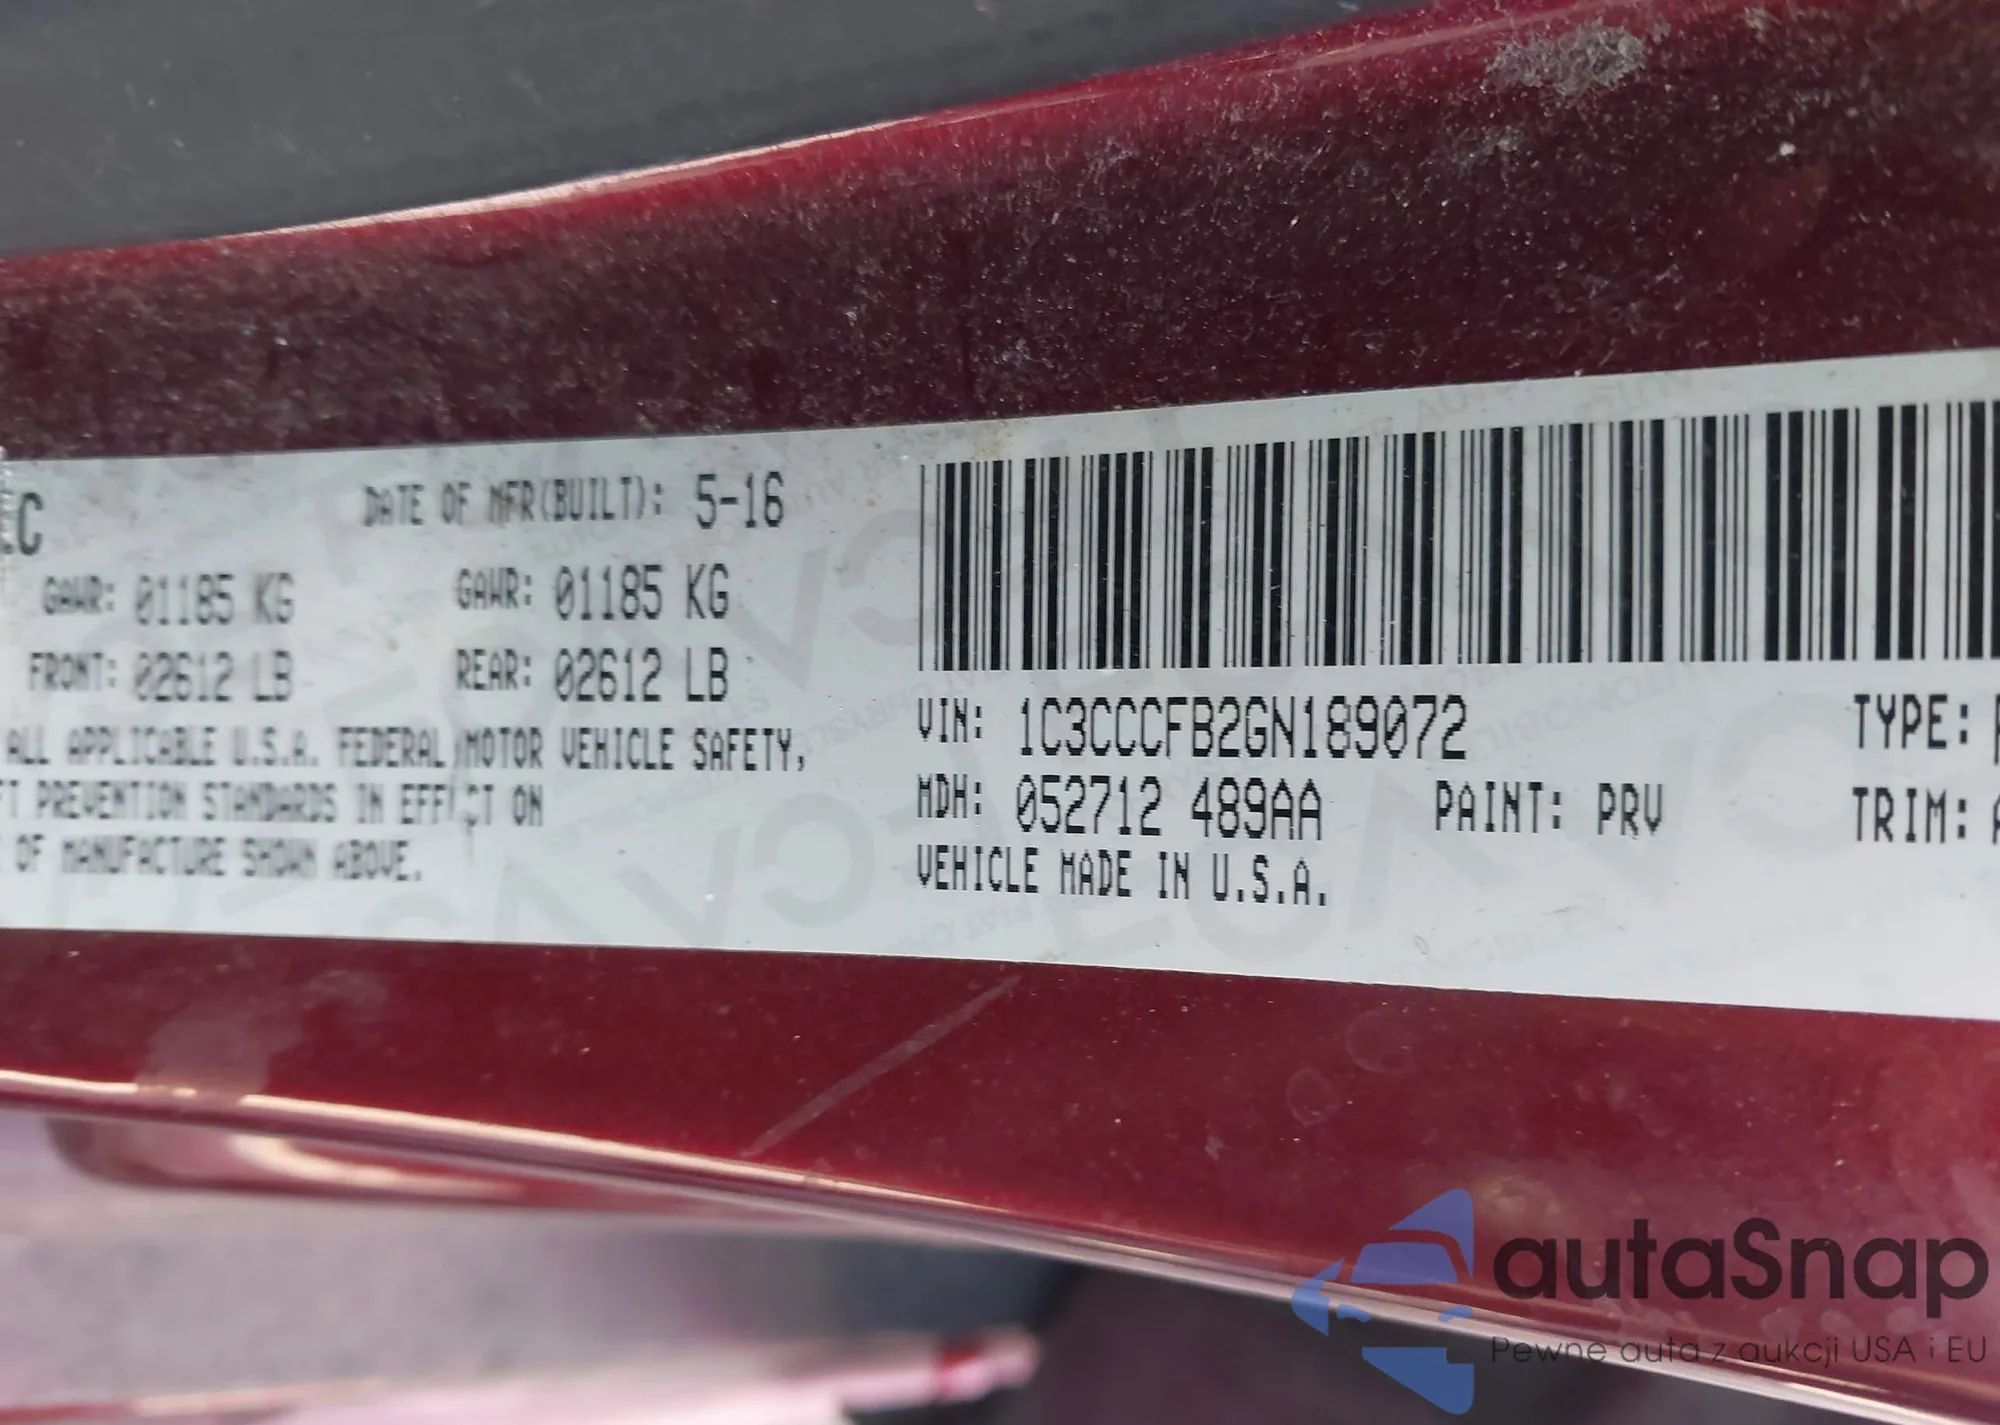 DATE OF MFR(BUILT): 5-16
GAWR: 01185 KG GAWR: 01185 KG
FRONT: 02612 LB REAR: 02612 LB
ALL APPLICABLE U.S.A. FEDERAL MOTOR VEHICLE SAFETY,
PREVENTION STANDARDS IN EFFECT ON
OF MANUFACTURE SHOWN ABOVE.
VIN: 1C3CCCFB2GN189072 TYPE:
MDH: 052712 489AA PAINT: PRV TRIM:
VEHICLE MADE IN U.S.A.
autaSnap
Pewne auta z aukcji USA i EU